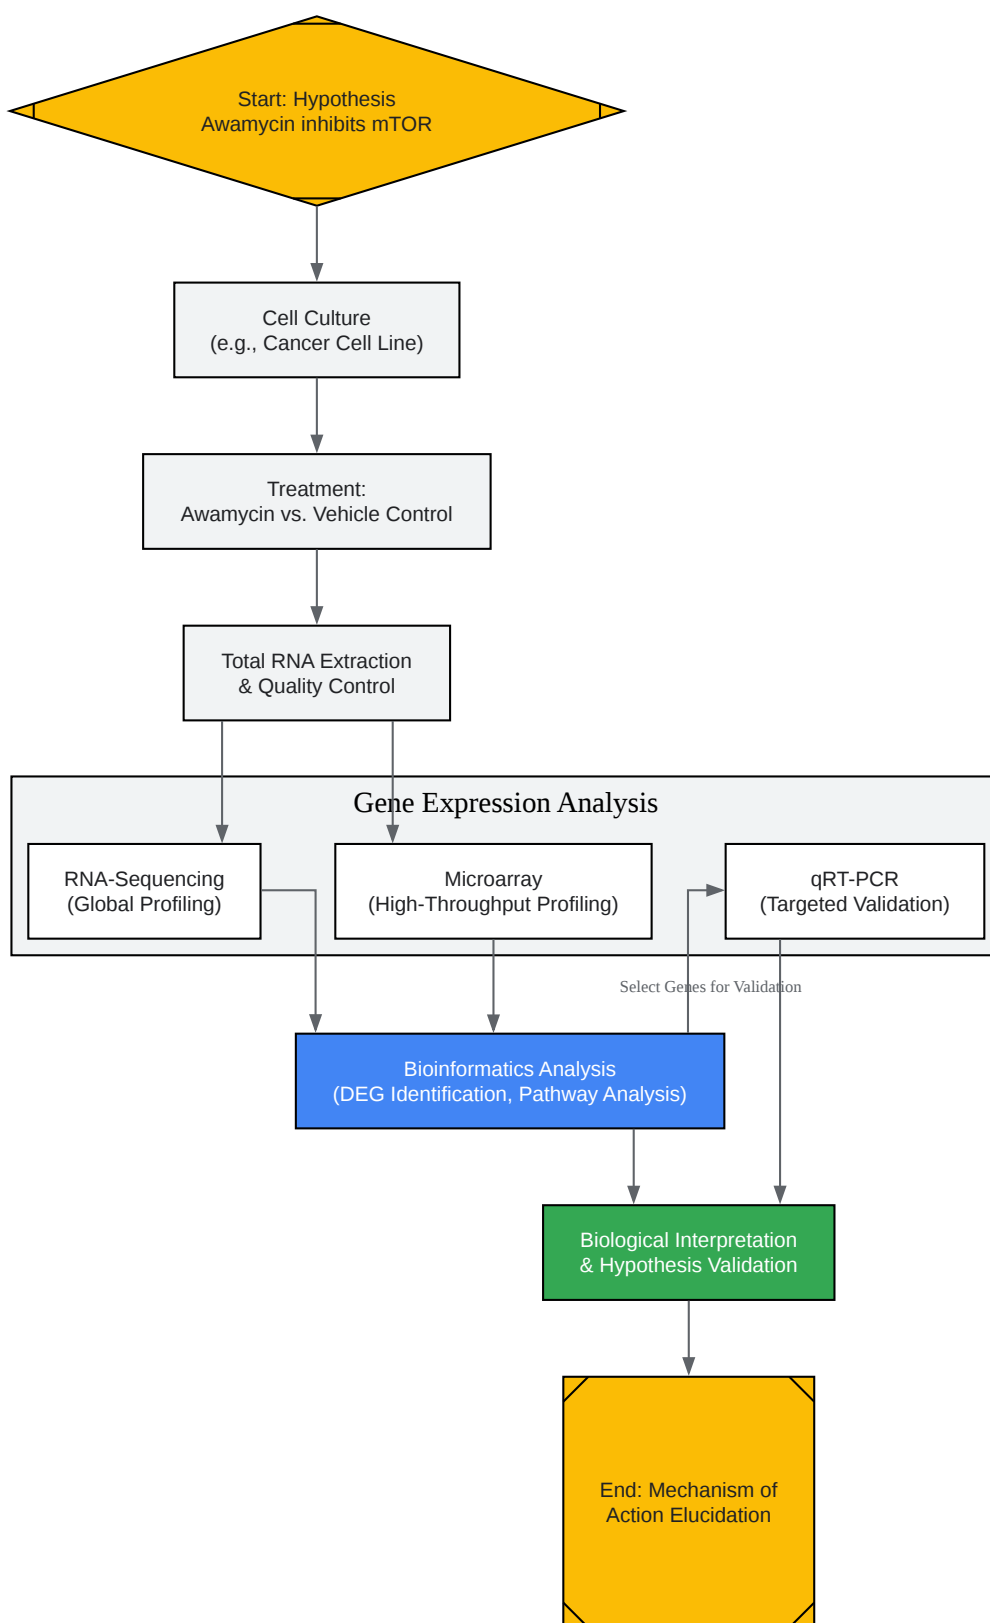 Start: Hypothesis
Awamycin inhibits mTOR
Cell Culture
(e.g., Cancer Cell Line)
Treatment:
Awamycin vs. Vehicle Control
Total RNA Extraction
& Quality Control
Gene Expression Analysis
RNA-Sequencing
(Global Profiling)
Microarray
(High-Throughput Profiling)
qRT-PCR
(Targeted Validation)
Select Genes for Validation
Bioinformatics Analysis
(DEG Identification, Pathway Analysis)
Biological Interpretation
& Hypothesis Validation
End: Mechanism of
Action Elucidation